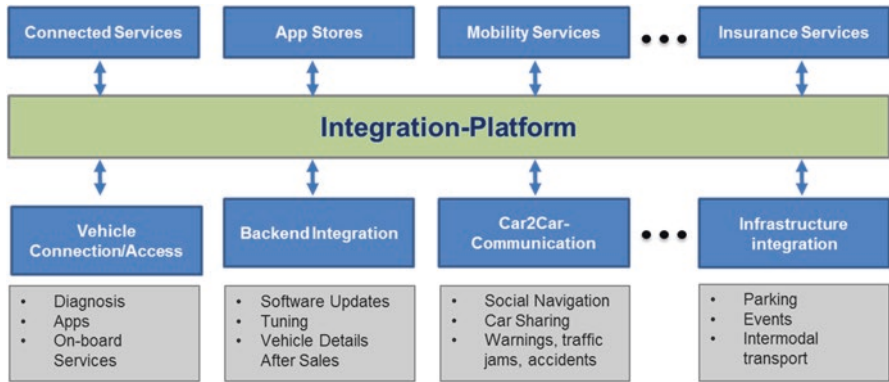 Connected Services
App Stores
Mobility Services
Insurance Services
Integration-Platform
Vehicle
Connection/Access
Backend Integration
Car2Car-
Communication
Infrastructure
integration
• Diagnosis
• Apps
• On-board
Services
• Software Updates
• Tuning
• Vehicle Details
After Sales
• Social Navigation
• Car Sharing
• Warnings, traffic
jams, accidents
• Parking
• Events
• Intermodal
transport